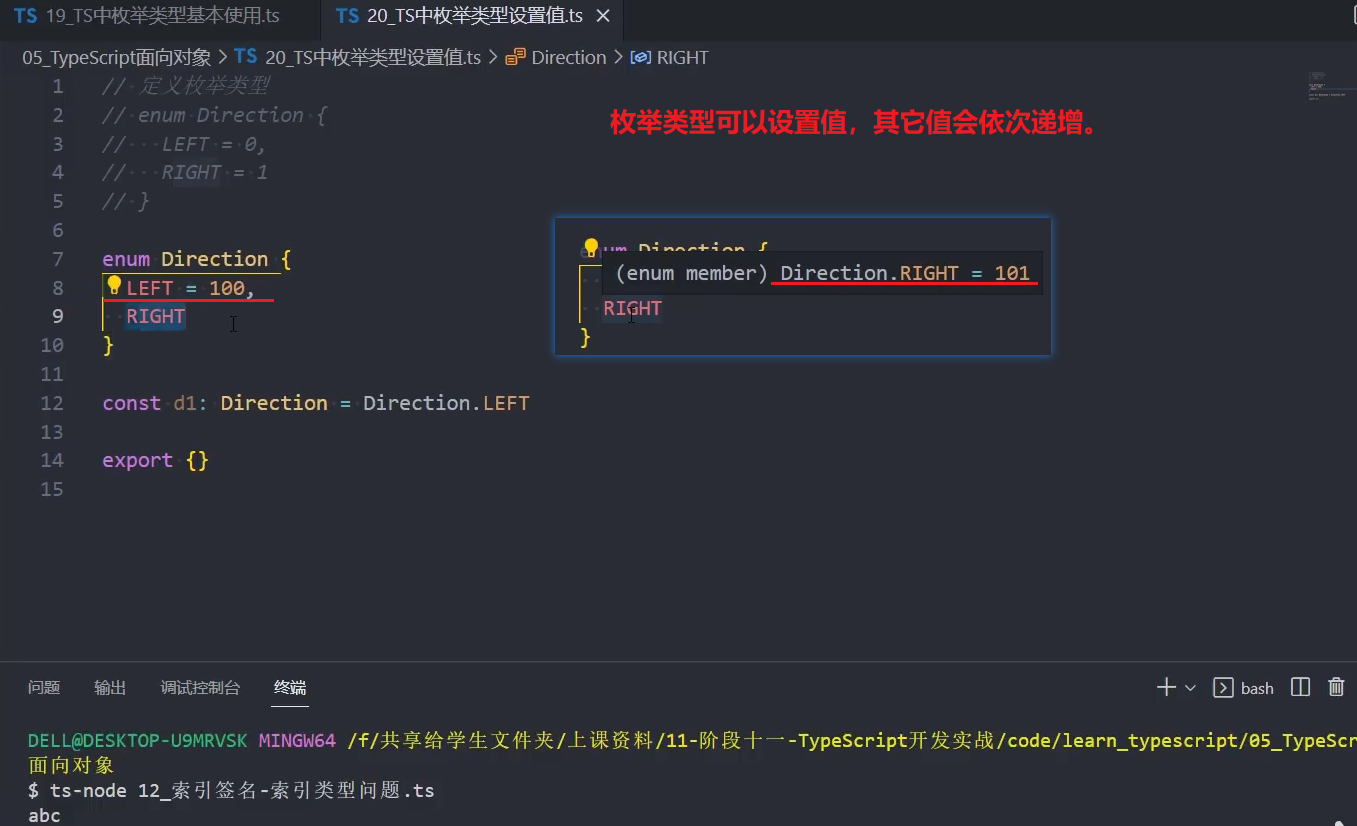 TS 19_TS中枚举类型基本使用.ts TS 20_TS中枚举类型设置值.ts ×
05_TypeScript面向对象 > TS 20_TS中枚举类型设置值.ts > Direction > RIGHT
1 // 定义枚举类型
2 // enum Direction {
枚举类型可以设置值，其它值会依次递增。
3 //   LEFT = 0,
4 //   RIGHT = 1
5 // }
6
7 enum Direction {
8   LEFT = 100,
9   RIGHT
10 }
enum Direction {
(enum member) Direction.RIGHT = 101
RIGHT
}
11
12 const d1: Direction = Direction.LEFT
13
14 export {}
15
问题 输出 调试控制台 终端 bash
DELL@DESKTOP-U9MRVSK MINGW64 /f/共享给学生文件夹/上课资料/11-阶段十一-TypeScript开发实战/code/learn_typescript/05_TypeScr
面向对象
$ ts-node 12_索引签名-索引类型问题.ts
abc